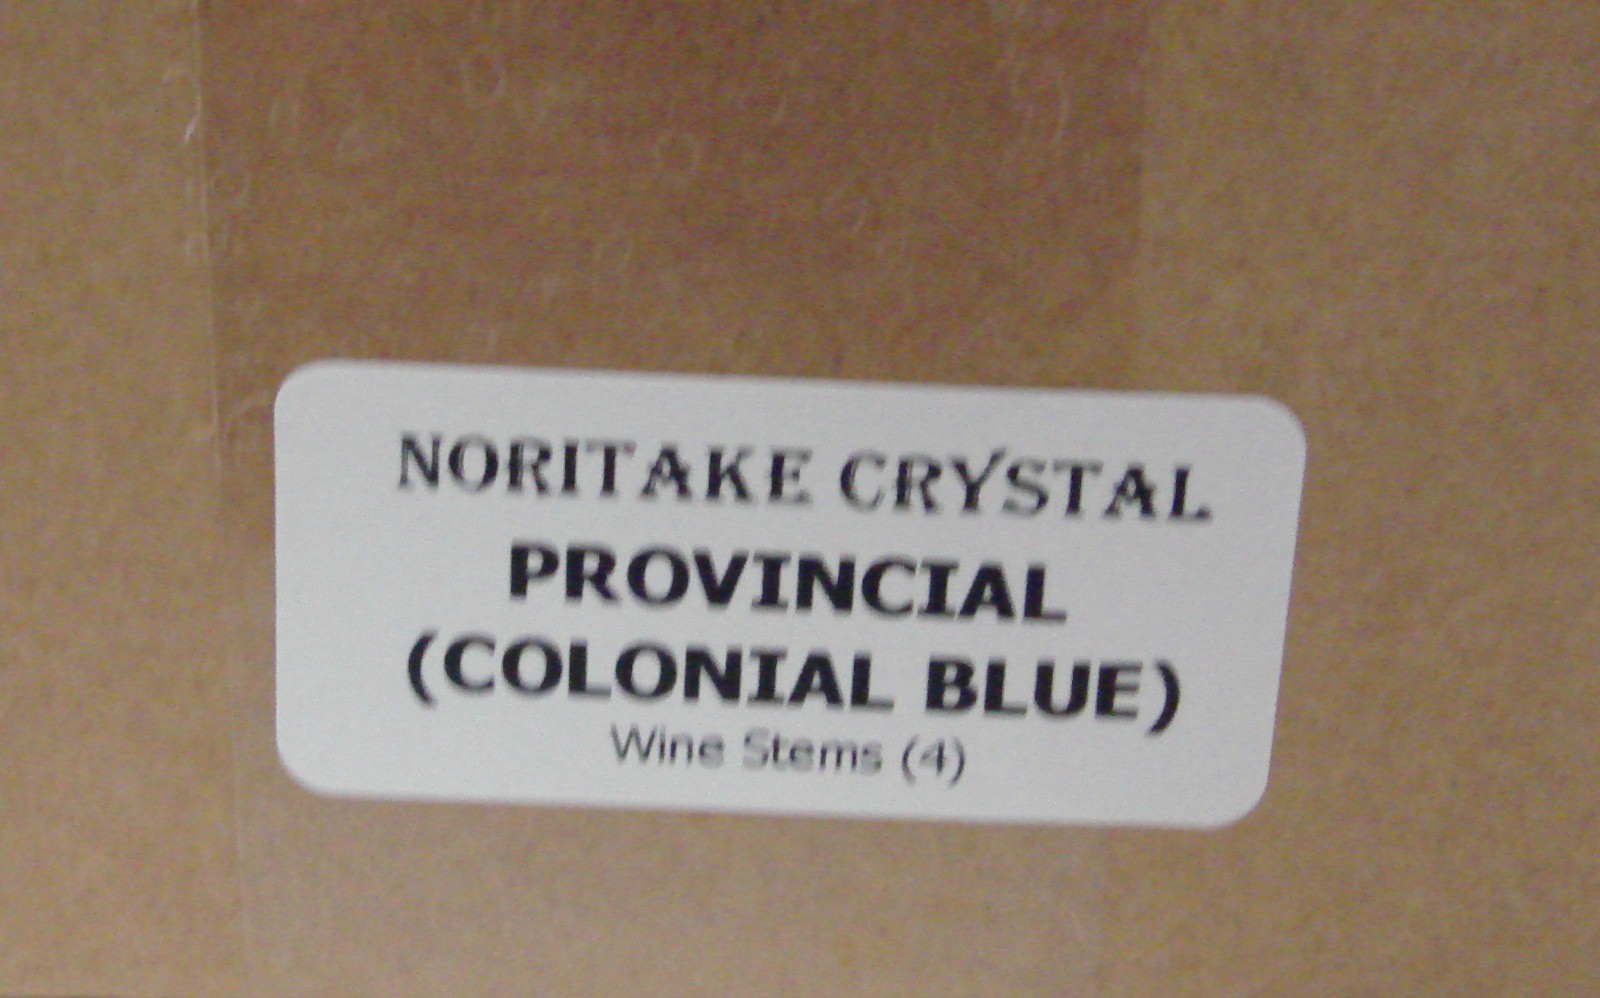 NORITAKE CRYSTAL
PROVINCIAL
(COLONIAL BLUE)
Wine Stems (4)